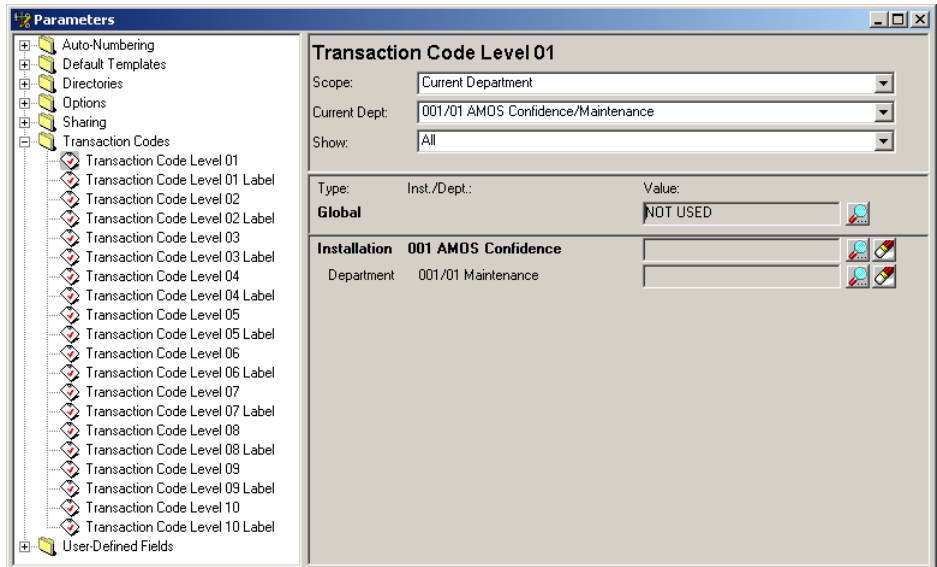 Parameters
Auto-Numbering
Default Templates
Directories
Options
Sharing
Transaction Codes
Transaction Code Level 01
Transaction Code Level 01 Label
Transaction Code Level 02
Transaction Code Level 02 Label
Transaction Code Level 03
Transaction Code Level 03 Label
Transaction Code Level 04
Transaction Code Level 04 Label
Transaction Code Level 05
Transaction Code Level 05 Label
Transaction Code Level 06
Transaction Code Level 06 Label
Transaction Code Level 07
Transaction Code Level 07 Label
Transaction Code Level 08
Transaction Code Level 08 Label
Transaction Code Level 09
Transaction Code Level 09 Label
Transaction Code Level 10
Transaction Code Level 10 Label
User-Defined Fields
Transaction Code Level 01
Scope: Current Department
Current Dept: 001/01 AMOS Confidence/Maintenance
Show: All
Type: Inst./Dept.: Value:
Global NOT USED
Installation 001 AMOS Confidence
Department 001/01 Maintenance